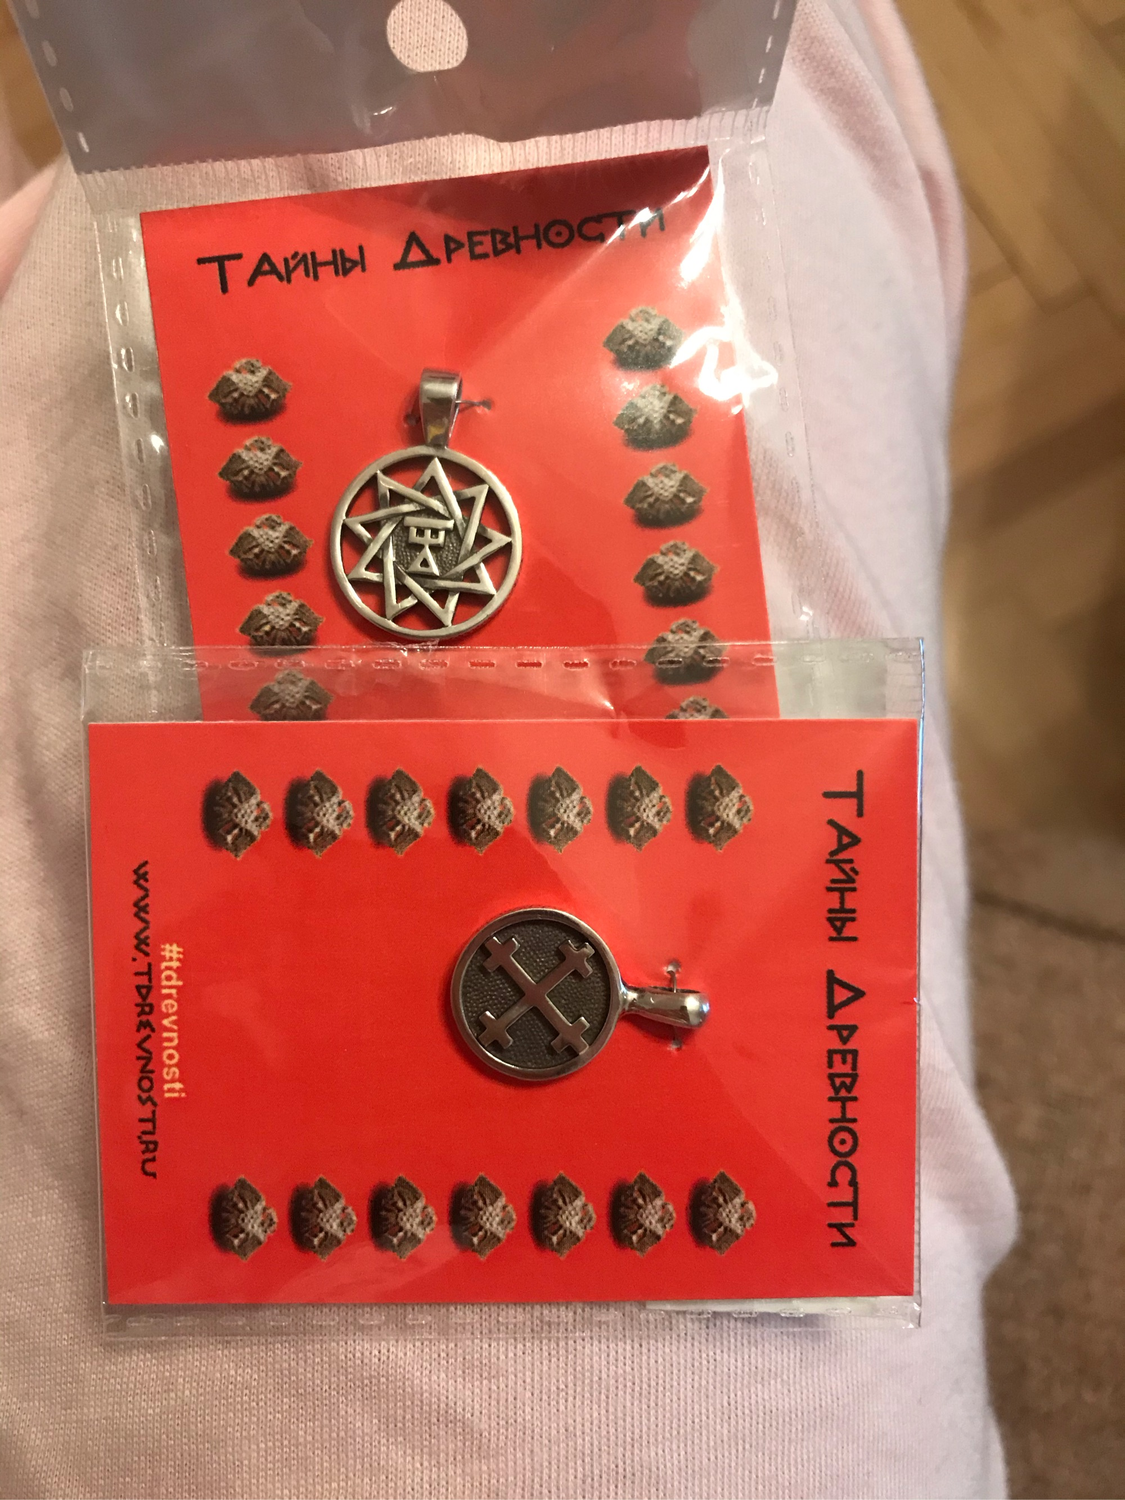 Тайны Древности
Тайны Древности
#tdrevnosti
www.tdrevnosti.ru